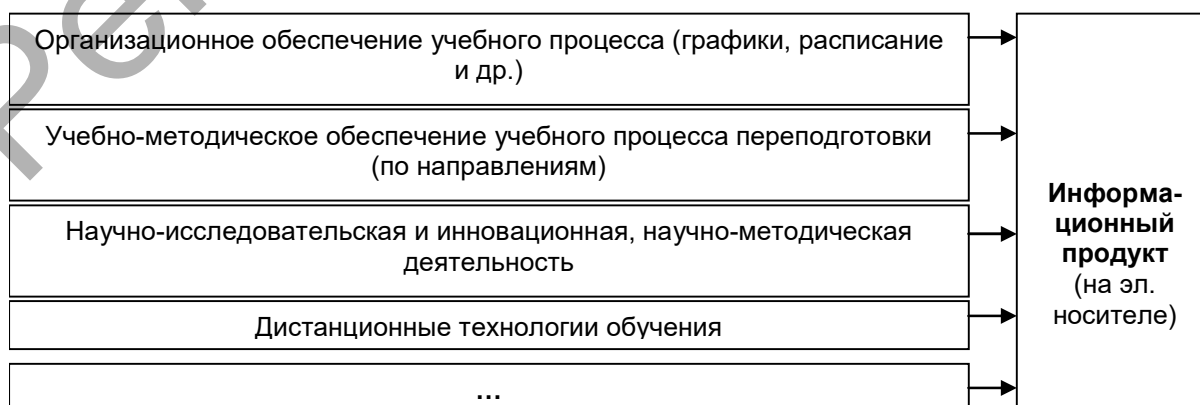 Организационное обеспечение учебного процесса (графики, расписание
и др.)
Учебно-методическое обеспечение учебного процесса переподготовки
(по направлениям)
Научно-исследовательская и инновационная, научно-методическая
деятельность
Дистанционные технологии обучения
...
Информа-
ционный
продукт
(на эл.
носителе)